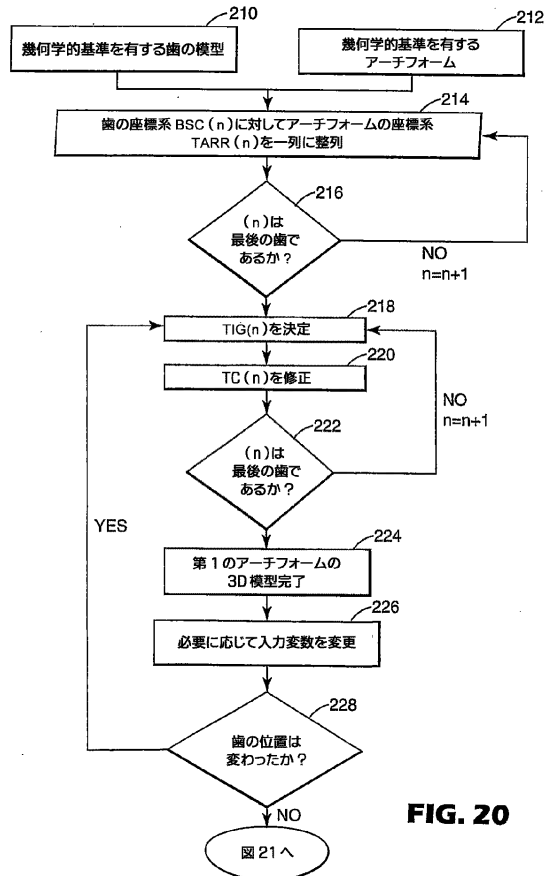 210
幾何学的基準を有する歯の模型
212
幾何学的基準を有する
アーチフォーム
214
歯の座標系 BSC (n)に対してアーチフォームの座標系
TARR (n)を一列に整列
216
(n)は
最後の歯で
あるか？
NO
n=n+1
218
TIG(n)を決定
220
TC (n)を修正
222
(n)は
最後の歯で
あるか？
NO
n=n+1
YES
224
第1のアーチフォームの
3D模型完了
226
必要に応じて入力変数を変更
228
歯の位置は
変わったか？
NO
図21へ
FIG. 20